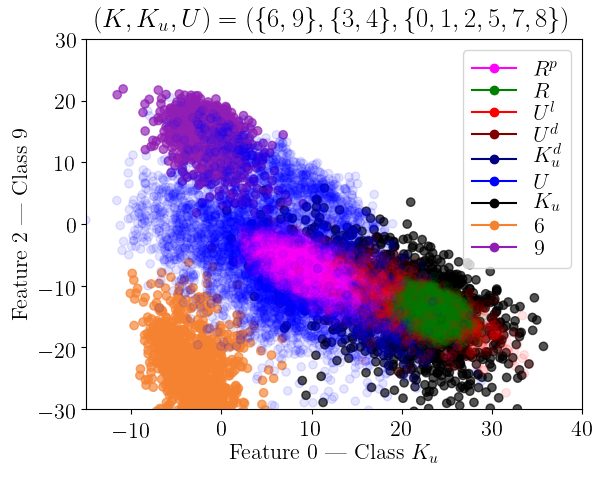 (K, K_u, U) = ({6, 9}, {3, 4}, {0, 1, 2, 5, 7, 8})
30
20
10
0
−10
−20
−30
Feature 2 — Class 9
R^p
R
U^l
U^d
K_u^d
U
K_u
6
9
−10 0 10 20 30 40
Feature 0 — Class K_u